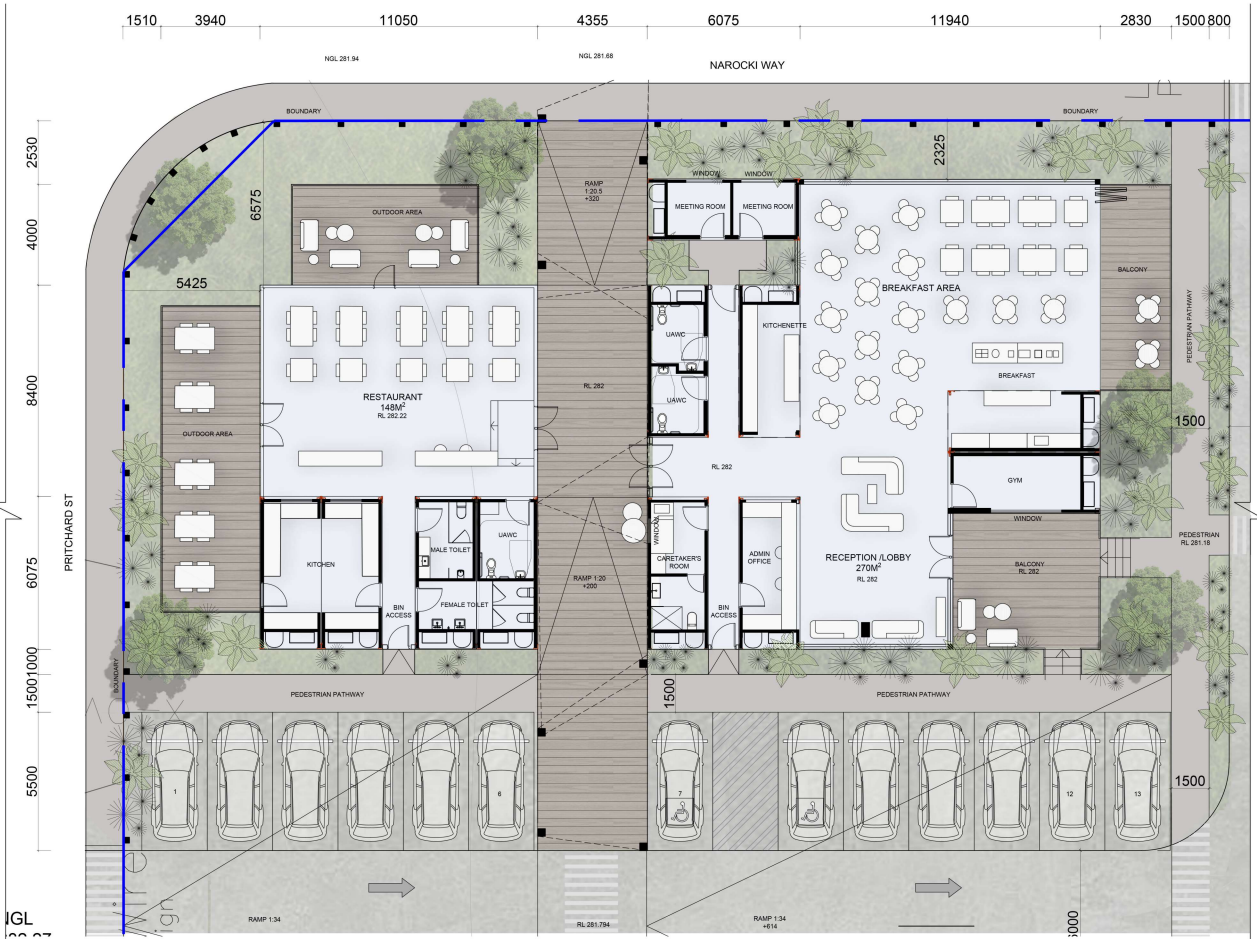 1510 3940 11050 4355 6075 11940 2830 1500 800
NGL 281.94
NGL 281.68
NAROCKI WAY
BOUNDARY
BOUNDARY
2530
4000
8400
6075
1000
1500
5500
6575
2325
5425
WINDOW WINDOW
RAMP
1:20.5
+320
MEETING ROOM
MEETING ROOM
OUTDOOR AREA
BALCONY
BREAKFAST AREA
PEDESTRIAN PATHWAY
UAWC
KITCHENETTE
BREAKFAST
RESTAURANT
148M²
RL 282.22
RL 282
UAWC
OUTDOOR AREA
1500
RL 282
GYM
WINDOW
PRITCHARD ST
WINDOW
PEDESTRIAN
RL 281.18
UAWC
MALE TOILET
KITCHEN
CARETAKER'S
ROOM
ADMIN
OFFICE
RECEPTION /LOBBY
270M²
RL 282
BALCONY
RL 282
RAMP 1:20
+200
FEMALE TOILET
BIN
ACCESS
BIN
ACCESS
BOUNDARY
PEDESTRIAN PATHWAY
1500
PEDESTRIAN PATHWAY
1
6
7
12
13
1500
RAMP 1:34
RL 281.794
RAMP 1:34
+614